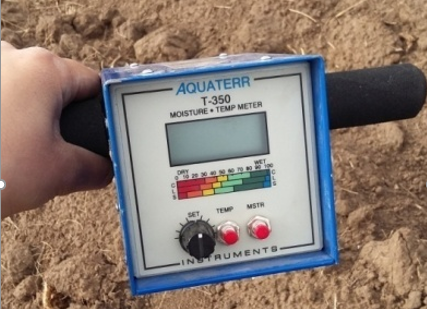 AQUATERR
T-350
MOISTURE • TEMP METER
DRY WET
0 10 20 30 40 50 60 70 80 90 100
C C
L L
S S
SET TEMP MSTR
INSTRUMENTS